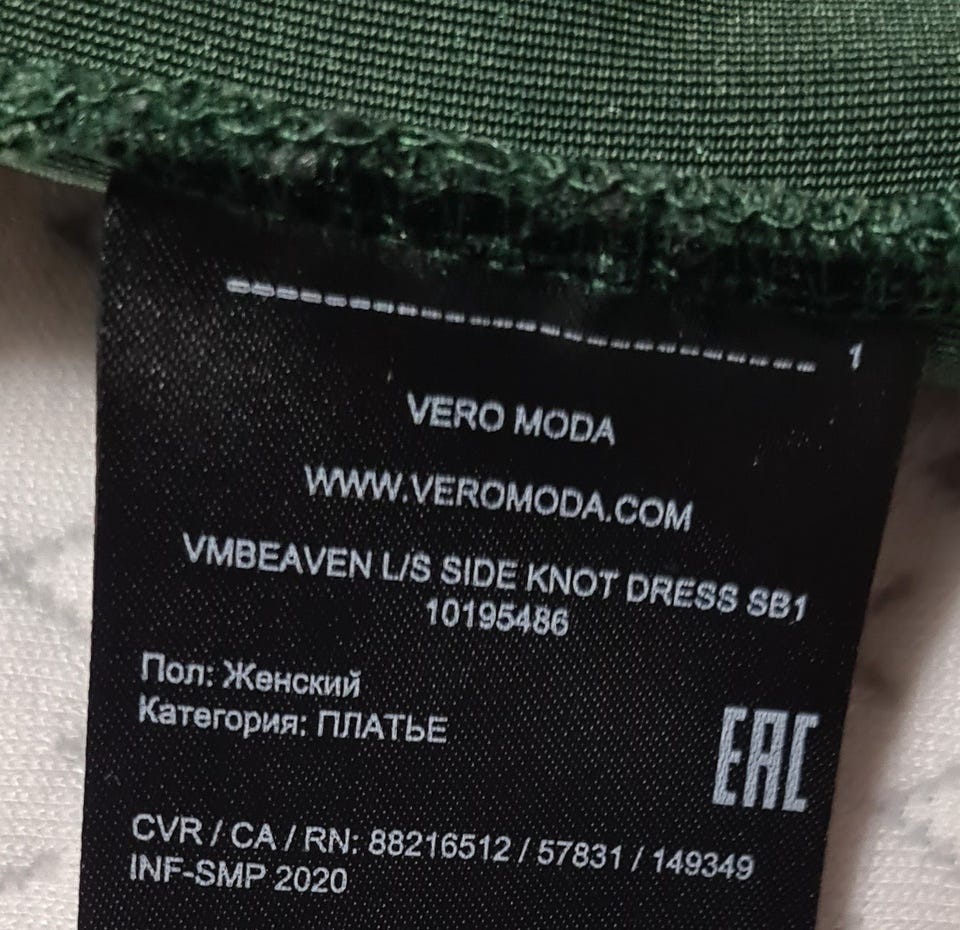 1
VERO MODA
WWW.VEROMODA.COM
VMBEAVEN L/S SIDE KNOT DRESS SB1
10195486
Пол: Женский
Категория: ПЛАТЬЕ
EAC
CVR / CA / RN: 88216512 / 57831 / 149349
INF-SMP 2020